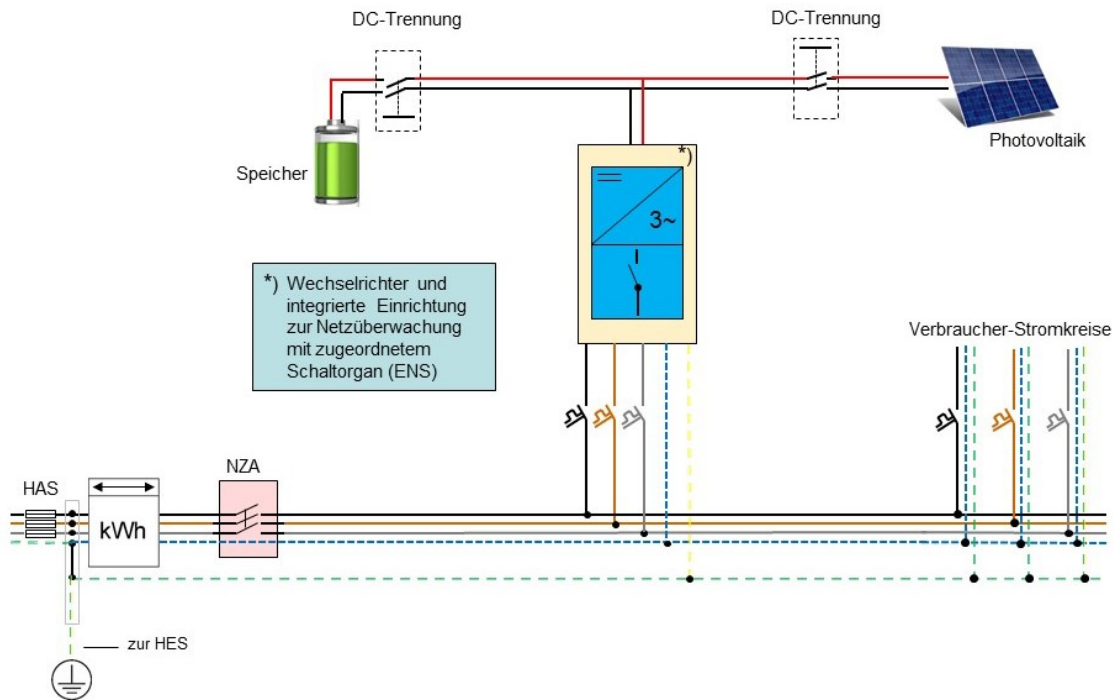 DC-Trennung
DC-Trennung
Speicher
Photovoltaik
*)
3~
*) Wechselrichter und
integrierte Einrichtung
zur Netzüberwachung
mit zugeordnetem
Schaltorgan (ENS)
Verbraucher-Stromkreise
HAS
NZA
kWh
zur HES